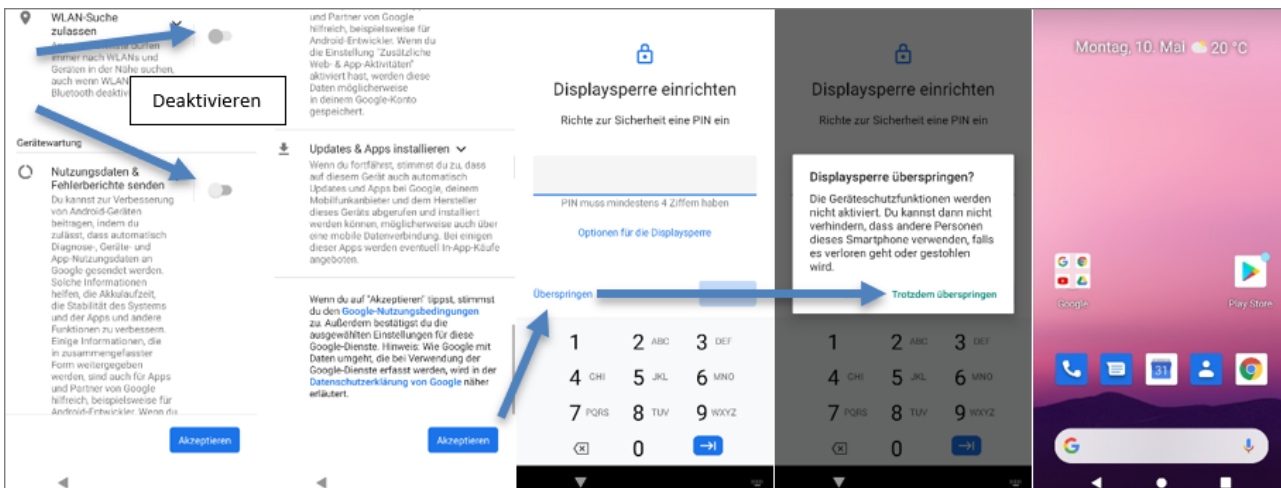 WLAN-Suche
zulassen
immer nach WLANs und
Geräten in der Nähe suchen,
auch wenn WLAN
Bluetooth
Deaktivieren
Gerätewartung
Nutzungsdaten &
Fehlerberichte senden
Du kannst zur Verbesserung
von Android-Geräten
beitragen, indem du
zulässt, dass automatisch
Diagnose-, Geräte- und
App-Nutzungsdaten an
Google gesendet werden.
Solche Informationen
helfen, die Akkulaufzeit,
die Stabilität des Systems
und der Apps und andere
Funktionen zu verbessern.
Einige Informationen, die
in zusammengefasster
Form weitergegeben
werden, sind auch für Apps
und Partner von Google
hilfreich, beispielsweise für
Android-Entwickler. Wenn du
Akzeptieren
und Partner von Google
hilfreich, beispielsweise für
Android-Entwickler. Wenn du
die Einstellung "Zusätzliche
Web- & App-Aktivitäten"
aktiviert hast, werden diese
Daten möglicherweise
in deinem Google-Konto
gespeichert.
Updates & Apps installieren
Wenn du fortfährst, stimmst du zu, dass
auf diesem Gerät auch automatisch
Updates und Apps bei Google, deinem
Mobilfunkanbieter und dem Hersteller
dieses Geräts abgerufen und installiert
werden können, möglicherweise auch über
eine mobile Datenverbindung. Bei einigen
dieser Apps werden eventuell In-App-Käufe
angeboten.
Wenn du auf "Akzeptieren" tippst, stimmst
du den Google-Nutzungsbedingungen
zu. Außerdem bestätigst du die
ausgewählten Einstellungen für diese
Google-Dienste. Hinweis: Wie Google mit
Daten umgeht, die bei Verwendung der
Google-Dienste erfasst werden, wird in der
Datenschutzerklärung von Google näher
erläutert.
Akzeptieren
Displaysperre einrichten
Richte zur Sicherheit eine PIN ein
PIN muss mindestens 4 Ziffern haben
Optionen für die Displaysperre
Überspringen
1 2 ABC 3 DEF
4 GHI 5 JKL 6 MNO
7 PQRS 8 TUV 9 WXYZ
0
Displaysperre einrichten
Richte zur Sicherheit eine PIN ein
Displaysperre überspringen?
Die Geräteschutzfunktionen werden
nicht aktiviert. Du kannst dann nicht
verhindern, dass andere Personen
dieses Smartphone verwenden, falls
es verloren geht oder gestohlen
wird.
Trotzdem überspringen
1 2 ABC 3 DEF
4 GHI 5 JKL 6 MNO
7 PQRS 8 TUV 9 WXYZ
0
Montag, 10. Mai 20 °C
Google
Play Store
31